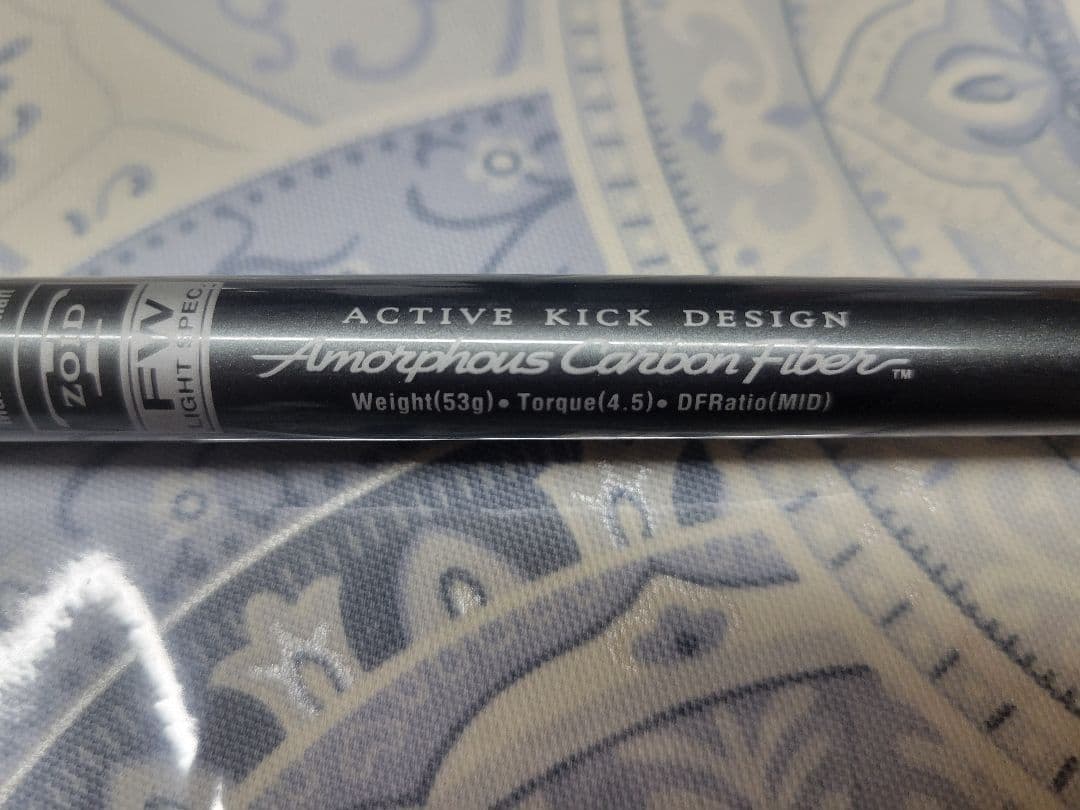 ZOID
FW
LIGHT SPEC.
ACTIVE KICK DESIGN
Amorphous Carbon Fiber™
Weight(53g)•Torque(4.5)•DFRatio(MID)